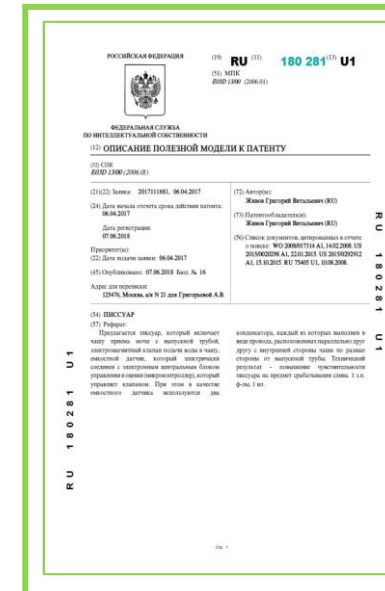 РОССИЙСКАЯ ФЕДЕРАЦИЯ
(19) RU (11) 180 281 (13) U1
(51) МПК
E03D 13/00 (2006.01)
ФЕДЕРАЛЬНАЯ СЛУЖБА
ПО ИНТЕЛЛЕКТУАЛЬНОЙ СОБСТВЕННОСТИ
(12) ОПИСАНИЕ ПОЛЕЗНОЙ МОДЕЛИ К ПАТЕНТУ
(52) СПК
E03D 13/00 (2006.01)
(21)(22) Заявка: 2017111681, 06.04.2017
(24) Дата начала отсчета срока действия патента:
06.04.2017
Дата регистрации:
07.06.2018
Приоритет(ы):
(22) Дата подачи заявки: 06.04.2017
(45) Опубликовано: 07.06.2018 Бюл. № 16
Адрес для переписки:
125476, Москва, а/я N 21 для Григорьевой А.В.
(72) Автор(ы):
Живов Григорий Витальевич (RU)
(73) Патентообладатель(и):
Живов Григорий Витальевич (RU)
(56) Список документов, цитированных в отчете
о поиске: WO 2008/017314 A1, 14.02.2008. US
2015/0020298 A1, 22.01.2015. US 2015/0292912
A1, 15.10.2015. RU 75405 U1, 10.08.2008.
(54) ПИССУАР
(57) Реферат:
Предлагается писсуар, который включает
чашу приема мочи с выпускной трубой,
электромагнитный клапан подачи воды в чашу,
емкостной датчик, который электрически
соединен с электронным центральным блоком
управления и оценки (микроконтроллер), который
управляет клапаном. При этом в качестве
емкостного датчика используются два
конденсатора, каждый из которых выполнен в
виде провода, расположенных параллельно друг
другу с внутренней стороны чаши по разные
стороны от выпускной трубы. Технический
результат - повышение чувствительности
писсуара на предмет срабатывания слива. 1 з.п.
ф-лы, 1 ил.
RU 180281 U1
RU 180281 U1
Стр. 1